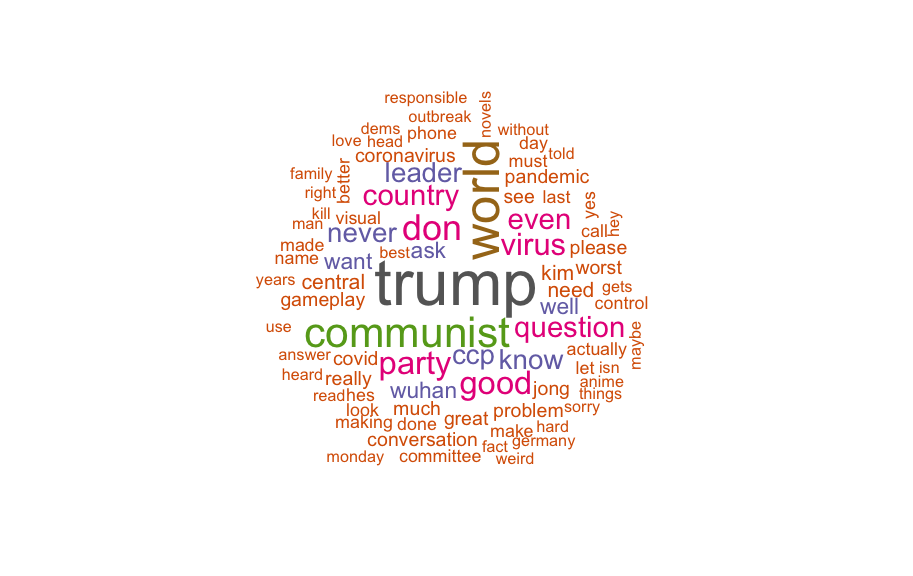 responsible
novels
outbreak
dems
phone
without
love
head
day
told
coronavirus
world
must
family
better
leader
pandemic
right
country
see
last
yes
kill
visual
don
even
hey
man
never
call
made
best
ask
virus
please
name
want
kim
worst
years
central
trump
need
gets
gameplay
well
control
use
communist
question
maybe
answer
covid
party
ccp
know
actually
heard
really
let
isn
wuhan
good
jong
anime
read
hes
things
look
much
problem
sorry
making
done
great
make
hard
conversation
fact
germany
monday
committee
weird